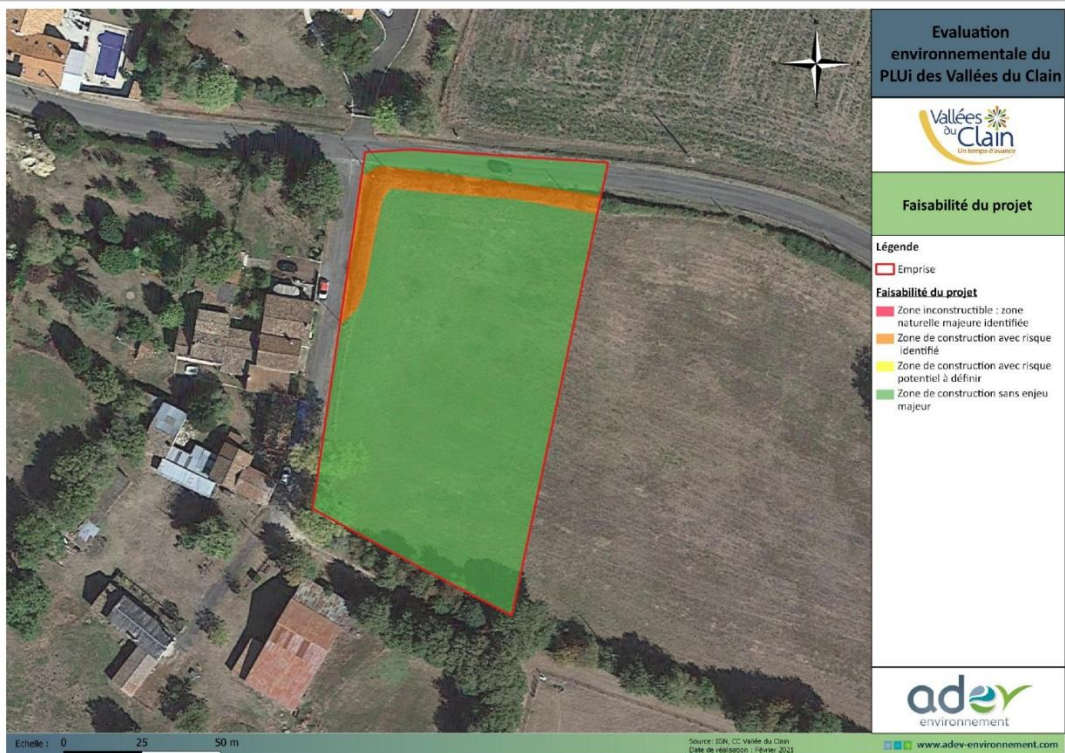 Evaluation
environnementale du
PLUi des Vallées du Clain
Vallées
du Clain
Un temps d'avance
Faisabilité du projet
Légende
Emprise
Faisabilité du projet
Zone inconstructible : zone
naturelle majeure identifiée
Zone de construction avec risque
identifié
Zone de construction avec risque
potentiel à définir
Zone de construction sans enjeu
majeur
adev
environnement
Echelle : 0 25 50 m
Source: IGN, CC Vallée du Clain
Date de réalisation : Février 2021
www.adev-environnement.com